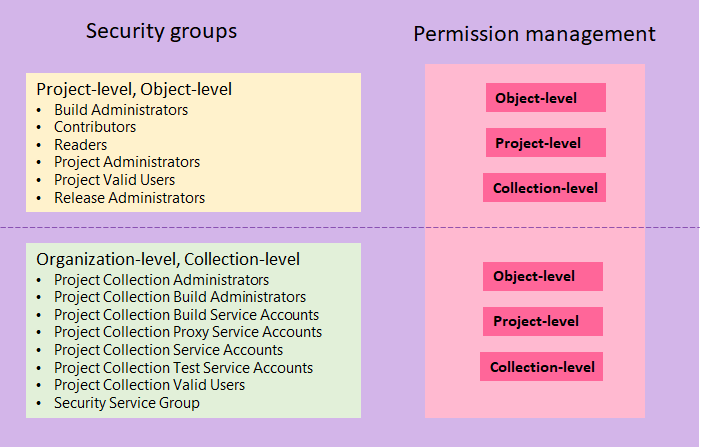 Security groups
Permission management
Project-level, Object-level
• Build Administrators
• Contributors
• Readers
• Project Administrators
• Project Valid Users
• Release Administrators
Object-level
Project-level
Collection-level
Organization-level, Collection-level
• Project Collection Administrators
• Project Collection Build Administrators
• Project Collection Build Service Accounts
• Project Collection Proxy Service Accounts
• Project Collection Service Accounts
• Project Collection Test Service Accounts
• Project Collection Valid Users
• Security Service Group
Object-level
Project-level
Collection-level